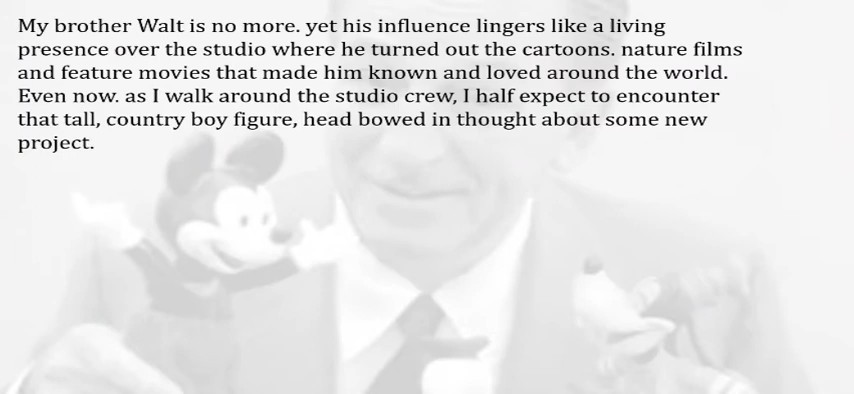 My brother Walt is no more. yet his influence lingers like a living
presence over the studio where he turned out the cartoons. nature films
and feature movies that made him known and loved around the world.
Even now. as I walk around the studio crew, I half expect to encounter
that tall, country boy figure, head bowed in thought about some new
project.